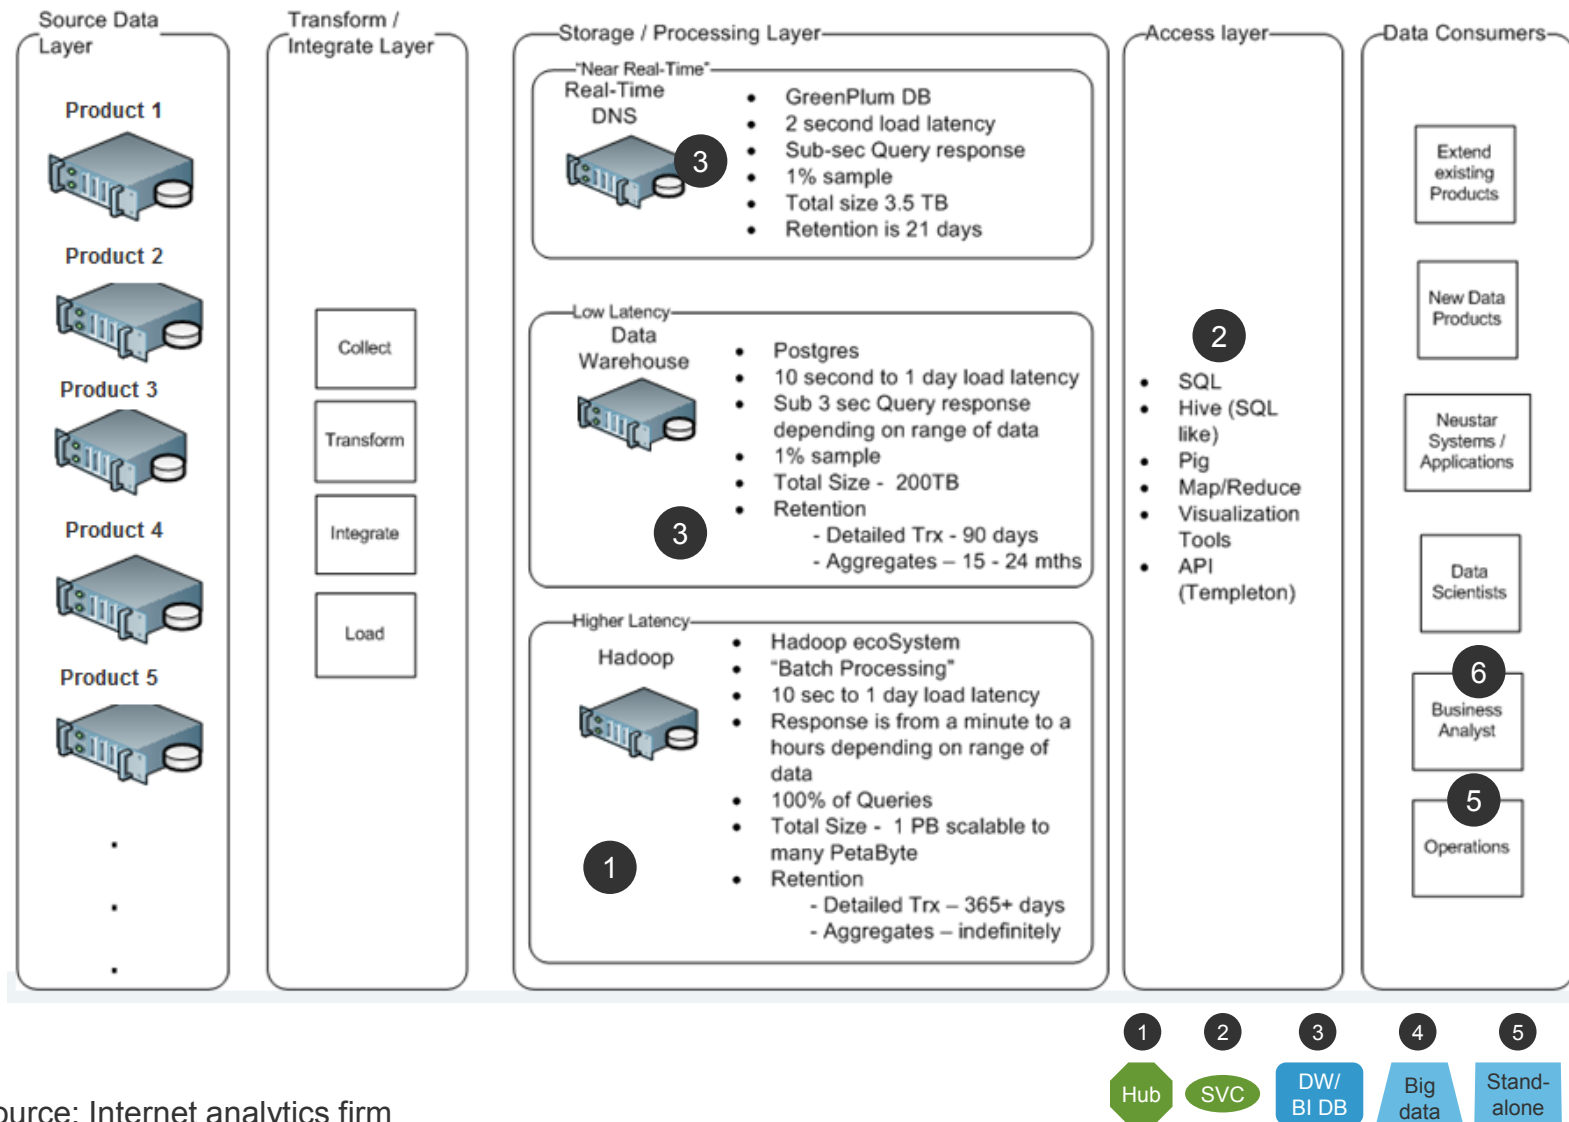 Source Data
Layer
Product 1
Product 2
Product 3
Product 4
Product 5
.
.
.
Transform /
Integrate Layer
Collect
Transform
Integrate
Load
Storage / Processing Layer
"Near Real-Time"
Real-Time
DNS
3
• GreenPlum DB
• 2 second load latency
• Sub-sec Query response
• 1% sample
• Total size 3.5 TB
• Retention is 21 days
Low Latency
Data
Warehouse
3
• Postgres
• 10 second to 1 day load latency
• Sub 3 sec Query response
depending on range of data
• 1% sample
• Total Size - 200TB
• Retention
- Detailed Trx - 90 days
- Aggregates – 15 - 24 mths
Higher Latency
Hadoop
1
• Hadoop ecoSystem
• "Batch Processing"
• 10 sec to 1 day load latency
• Response is from a minute to a
hours depending on range of
data
• 100% of Queries
• Total Size - 1 PB scalable to
many PetaByte
• Retention
- Detailed Trx – 365+ days
- Aggregates – indefinitely
Access layer
2
• SQL
• Hive (SQL
like)
• Pig
• Map/Reduce
• Visualization
Tools
• API
(Templeton)
Data Consumers
Extend
existing
Products
New Data
Products
Neustar
Systems /
Applications
Data
Scientists
6
Business
Analyst
5
Operations
1 2 3 4 5
Hub
SVC
DW/
BI DB
Big
data
Stand-
alone
ource: Internet analytics firm